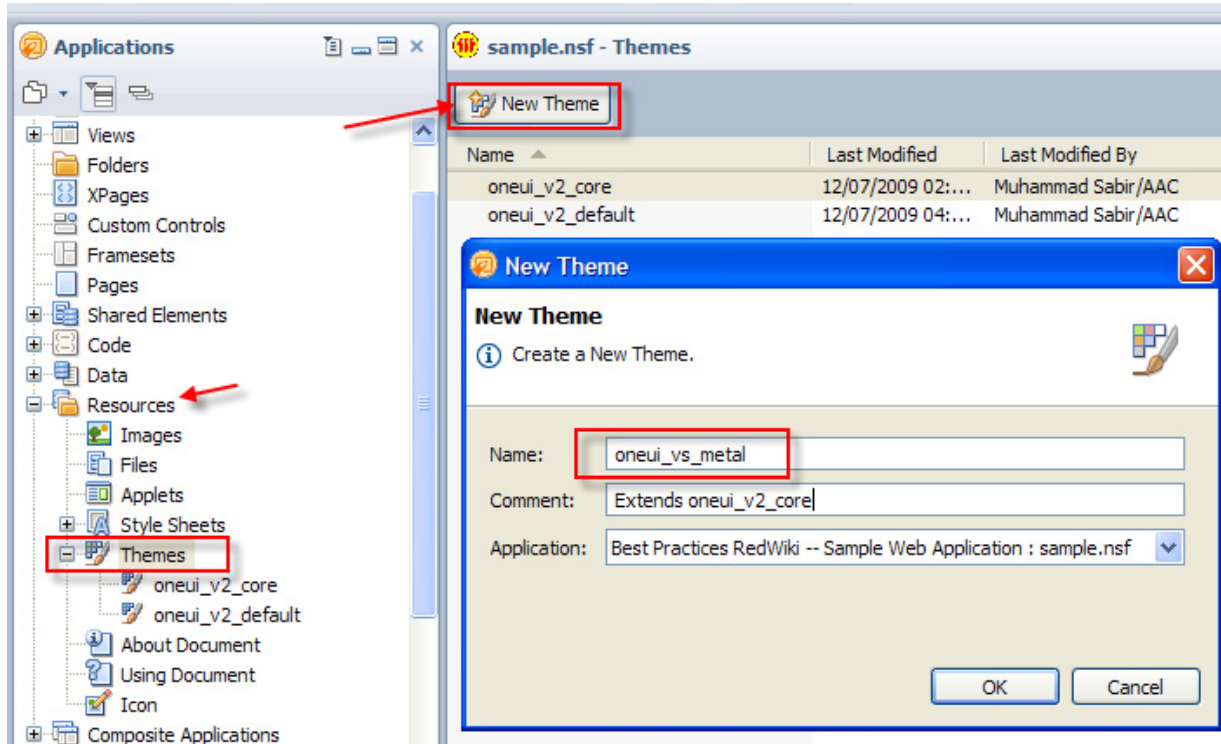 Applications
Views
Folders
XPages
Custom Controls
Framesets
Pages
Shared Elements
Code
Data
Resources
Images
Files
Applets
Style Sheets
Themes
oneui_v2_core
oneui_v2_default
About Document
Using Document
Icon
Composite Applications
sample.nsf - Themes
New Theme
Name Last Modified Last Modified By
oneui_v2_core 12/07/2009 02:... Muhammad Sabir/AAC
oneui_v2_default 12/07/2009 04:... Muhammad Sabir/AAC
New Theme
New Theme
Create a New Theme.
Name: oneui_vs_metal
Comment: Extends oneui_v2_core
Application: Best Practices RedWiki -- Sample Web Application : sample.nsf
OK Cancel